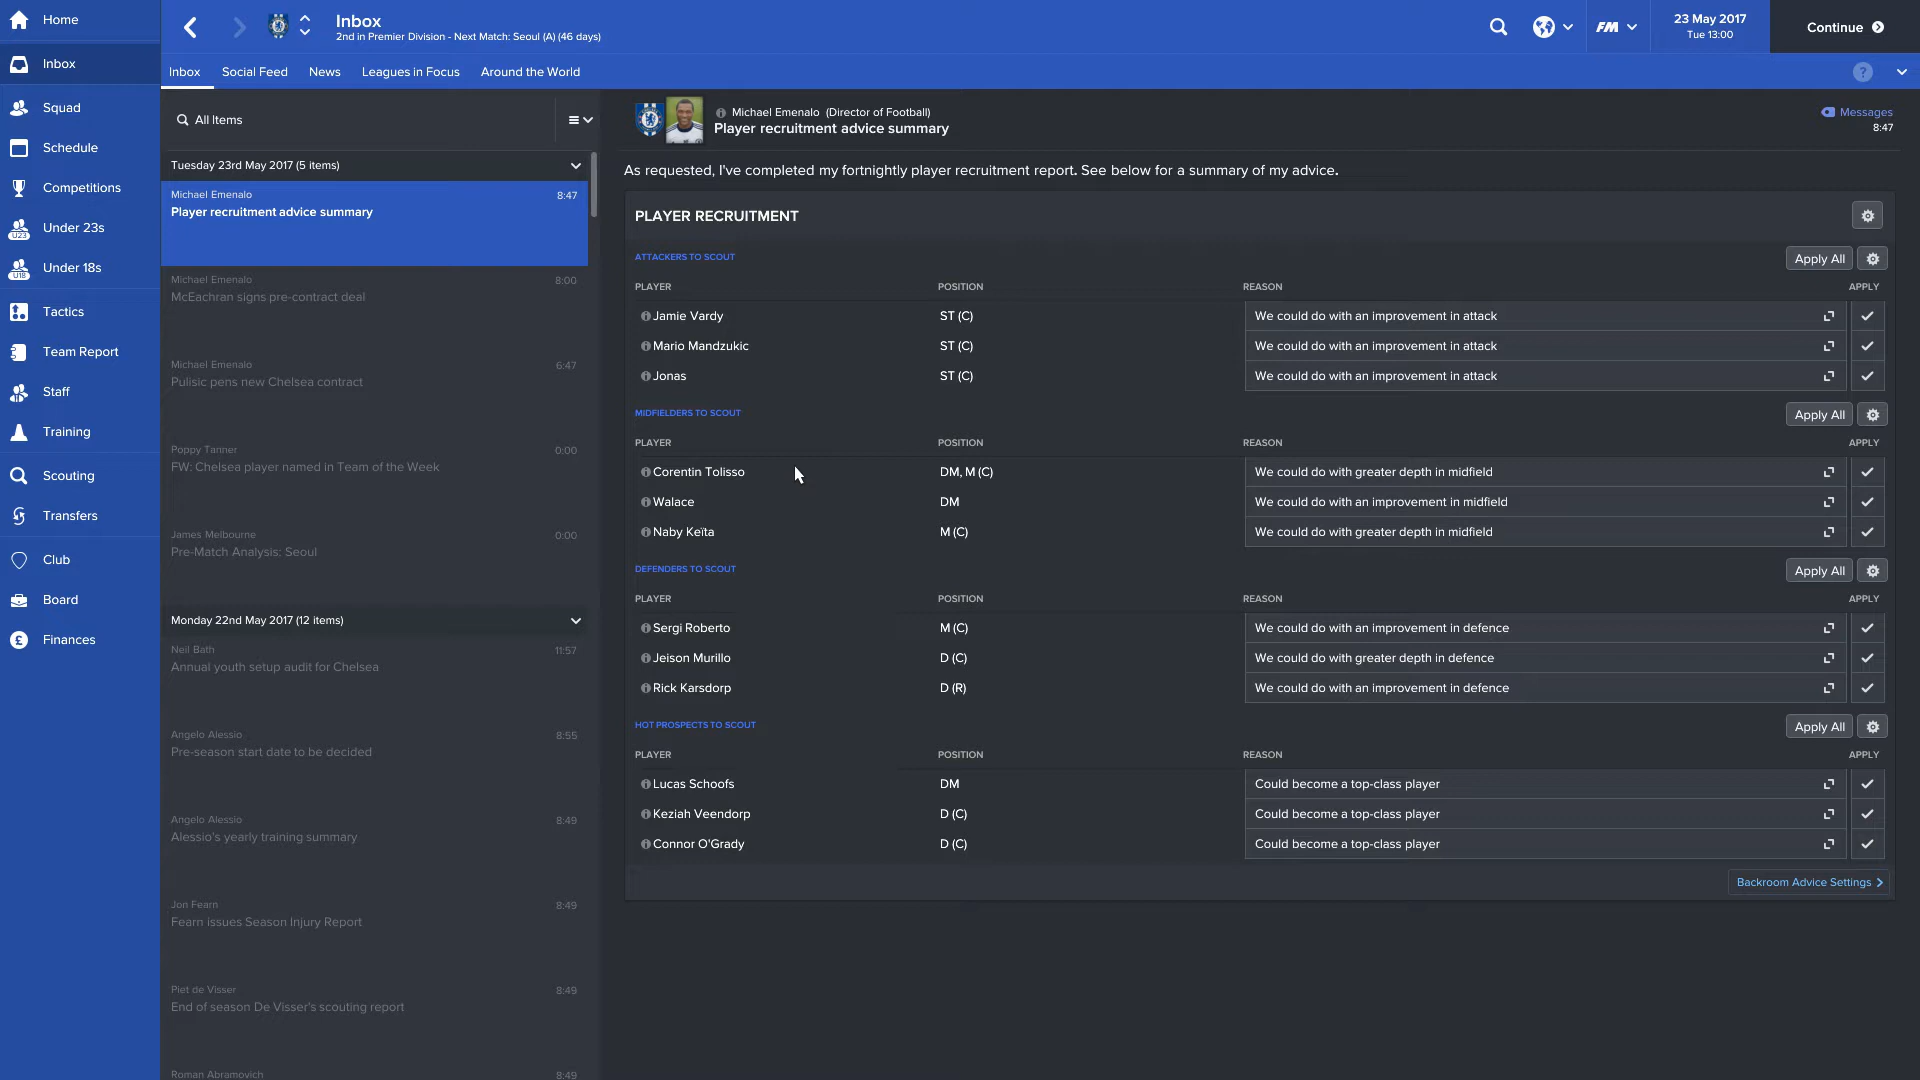 Home
Inbox
Squad
Schedule
Competitions
U23
Under 23s
U18
Under 18s
Tactics
Team Report
Staff
Training
Scouting
Transfers
Club
Board
£
Finances
Inbox
2nd in Premier Division - Next Match: Seoul (A) (46 days)
FM
23 May 2017
Tue 13:00
Continue
Inbox
Social Feed
News
Leagues in Focus
Around the World
?
All Items
Tuesday 23rd May 2017 (5 items)
Michael Emenalo 8:47
Player recruitment advice summary
Michael Emenalo 8:00
McEachran signs pre-contract deal
Michael Emenalo 6:47
Pulisic pens new Chelsea contract
Poppy Tanner 0:00
FW: Chelsea player named in Team of the Week
James Melbourne 0:00
Pre-Match Analysis: Seoul
Monday 22nd May 2017 (12 items)
Neil Bath 11:57
Annual youth setup audit for Chelsea
Angelo Alessio 8:55
Pre-season start date to be decided
Angelo Alessio 8:49
Alessio's yearly training summary
Jon Fearn 8:49
Fearn issues Season Injury Report
Piet de Visser 8:49
End of season De Visser's scouting report
Roman Abramovich 8:49
Michael Emenalo (Director of Football)
Player recruitment advice summary
Messages
8:47
As requested, I've completed my fortnightly player recruitment report. See below for a summary of my advice.
PLAYER RECRUITMENT
ATTACKERS TO SCOUT Apply All
PLAYER POSITION REASON APPLY
Jamie Vardy ST (C) We could do with an improvement in attack
Mario Mandzukic ST (C) We could do with an improvement in attack
Jonas ST (C) We could do with an improvement in attack
MIDFIELDERS TO SCOUT Apply All
PLAYER POSITION REASON APPLY
Corentin Tolisso DM, M (C) We could do with greater depth in midfield
Walace DM We could do with an improvement in midfield
Naby Keïta M (C) We could do with greater depth in midfield
DEFENDERS TO SCOUT Apply All
PLAYER POSITION REASON APPLY
Sergi Roberto M (C) We could do with an improvement in defence
Jeison Murillo D (C) We could do with greater depth in defence
Rick Karsdorp D (R) We could do with an improvement in defence
HOT PROSPECTS TO SCOUT Apply All
PLAYER POSITION REASON APPLY
Lucas Schoofs DM Could become a top-class player
Keziah Veendorp D (C) Could become a top-class player
Connor O'Grady D (C) Could become a top-class player
Backroom Advice Settings